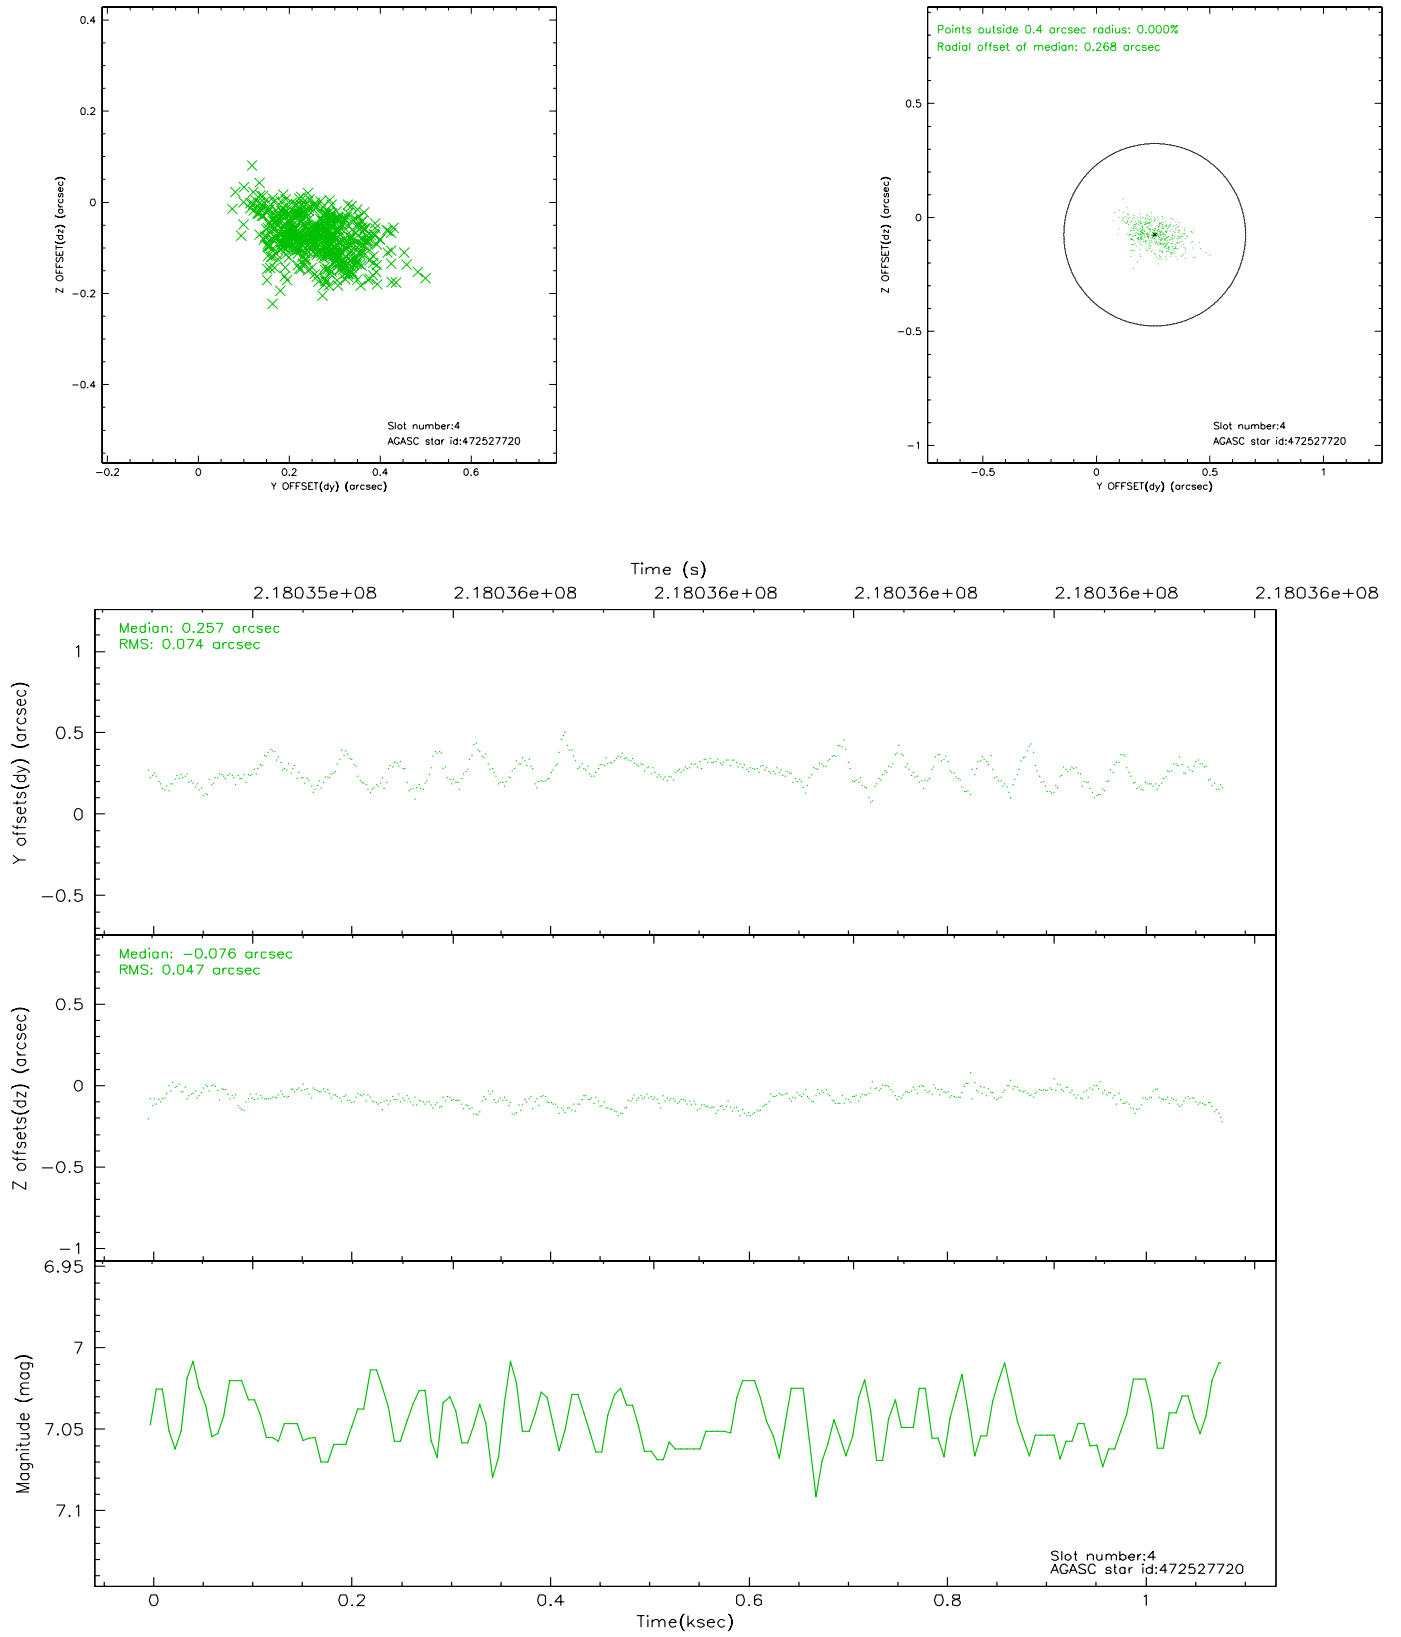 0.4
0.2
0
−0.2
−0.4
Z OFFSET(dz) (arcsec)
Slot number:4
AGASC star id:472527720
−0.2 0 0.2 0.4 0.6
Y OFFSET(dy) (arcsec)
Points outside 0.4 arcsec radius: 0.000%
Radial offset of median: 0.268 arcsec
0.5
0
−0.5
−1
Z OFFSET(dz) (arcsec)
Slot number:4
AGASC star id:472527720
−0.5 0 0.5 1
Y OFFSET(dy) (arcsec)
Time (s)
2.18035e+08 2.18036e+08 2.18036e+08 2.18036e+08 2.18036e+08 2.18036e+08
Median: 0.257 arcsec
RMS: 0.074 arcsec
1
0.5
0
−0.5
Y offsets(dy) (arcsec)
Median: −0.076 arcsec
RMS: 0.047 arcsec
0.5
0
−0.5
−1
Z offsets(dz) (arcsec)
6.95
7
7.05
7.1
Magnitude (mag)
Slot number:4
AGASC star id:472527720
0 0.2 0.4 0.6 0.8 1
Time(ksec)